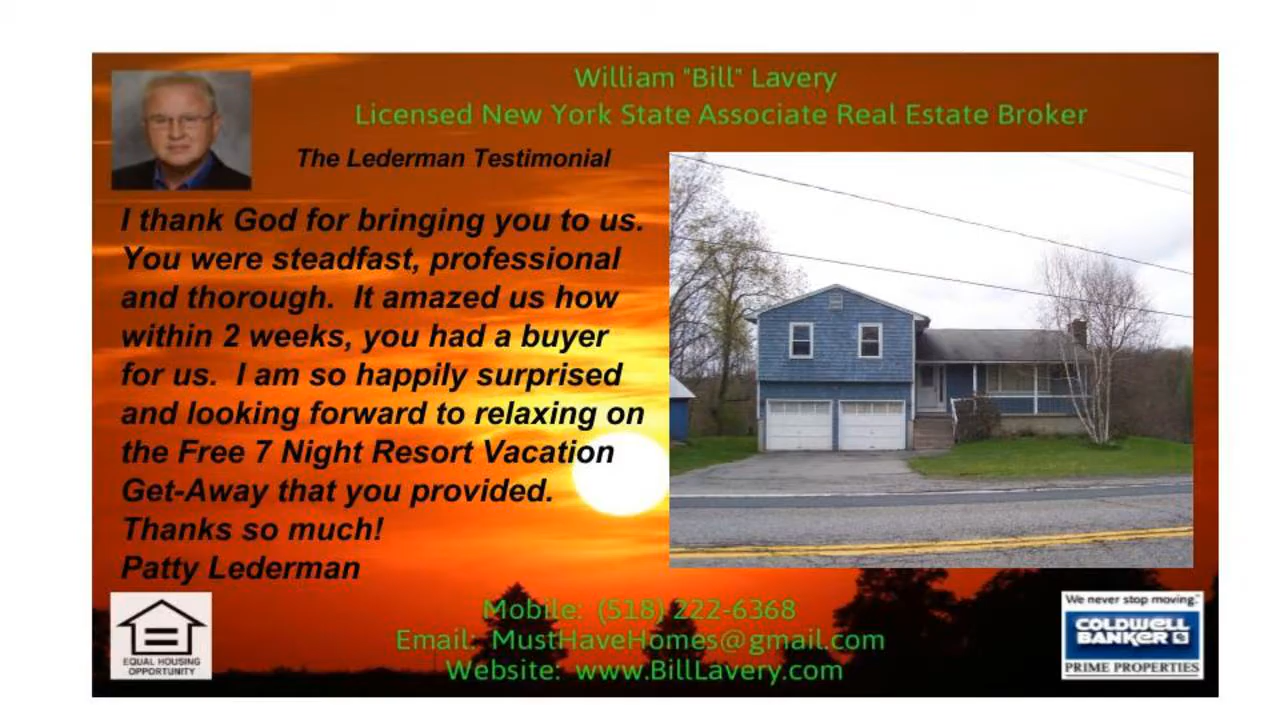 William "Bill" Lavery
Licensed New York State Associate Real Estate Broker
The Lederman Testimonial
I thank God for bringing you to us.
You were steadfast, professional
and thorough.  It amazed us how
within 2 weeks, you had a buyer
for us.  I am so happily surprised
and looking forward to relaxing on
the Free 7 Night Resort Vacation
Get-Away that you provided.
Thanks so much!
Patty Lederman
Mobile:  (518) 222-6368
Email:  MustHaveHomes@gmail.com
Website:  www.BillLavery.com
EQUAL HOUSING
OPPORTUNITY
We never stop moving.™
COLDWELL
BANKER
PRIME PROPERTIES